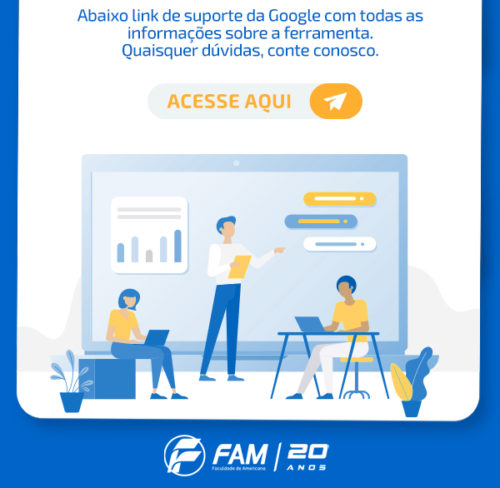 Abaixo link de suporte da Google com todas as
informações sobre a ferramenta.
Quaisquer dúvidas, conte conosco.
ACESSE AQUI
FAM 20
Faculdade de Americana ANOS